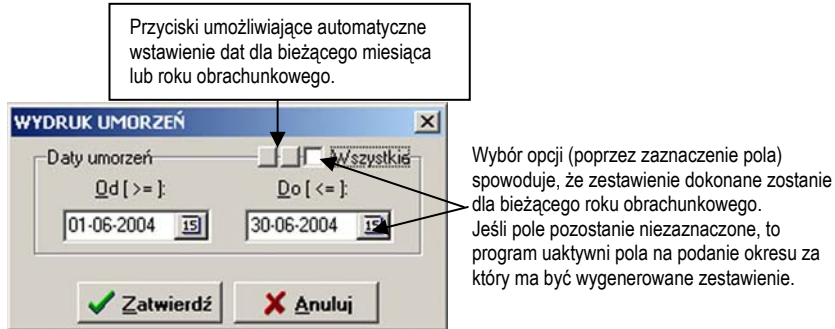 Przyciski umożliwiające automatyczne
wstawienie dat dla bieżącego miesiąca
lub roku obrachunkowego.
WYDRUK UMORZEŃ
Daty umorzeń
Wszystkie
Od [ >= ]:
Do [ <= ]:
01-06-2004 15
30-06-2004 15
Zatwierdź
Anuluj
Wybór opcji (poprzez zaznaczenie pola)
spowoduje, że zestawienie dokonane zostanie
dla bieżącego roku obrachunkowego.
Jeśli pole pozostanie niezaznaczone, to
program uaktywni pola na podanie okresu za
który ma być wygenerowane zestawienie.